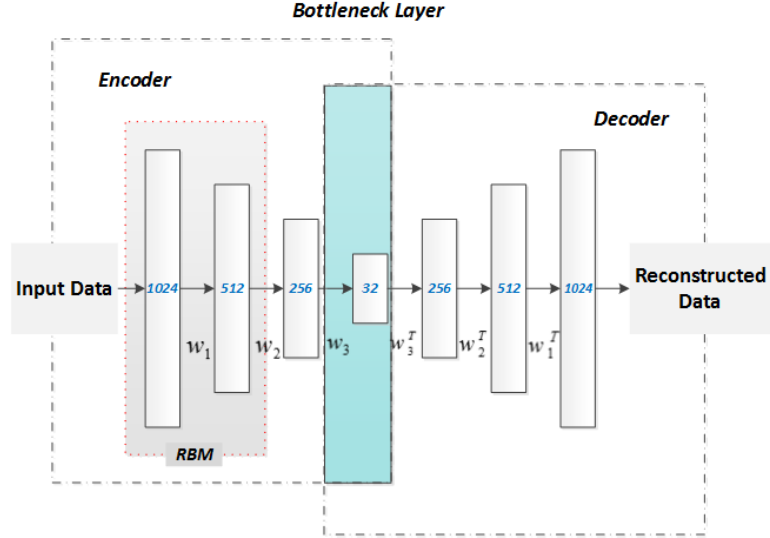 Bottleneck Layer
Encoder
Decoder
Input Data
1024
512
256
32
256
512
1024
Reconstructed
Data
w₁
w₂
w₃
w₃ᵀ
w₂ᵀ
w₁ᵀ
RBM